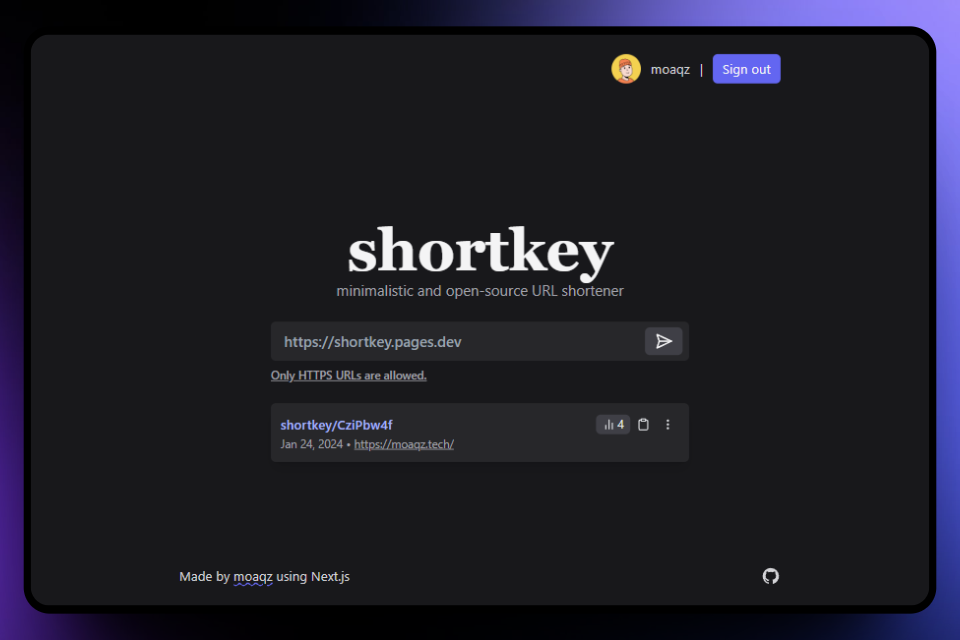 moaqz | Sign out
shortkey
minimalistic and open-source URL shortener
https://shortkey.pages.dev
Only HTTPS URLs are allowed.
shortkey/CziPbw4f 4
Jan 24, 2024 • https://moaqz.tech/
Made by moaqz using Next.js